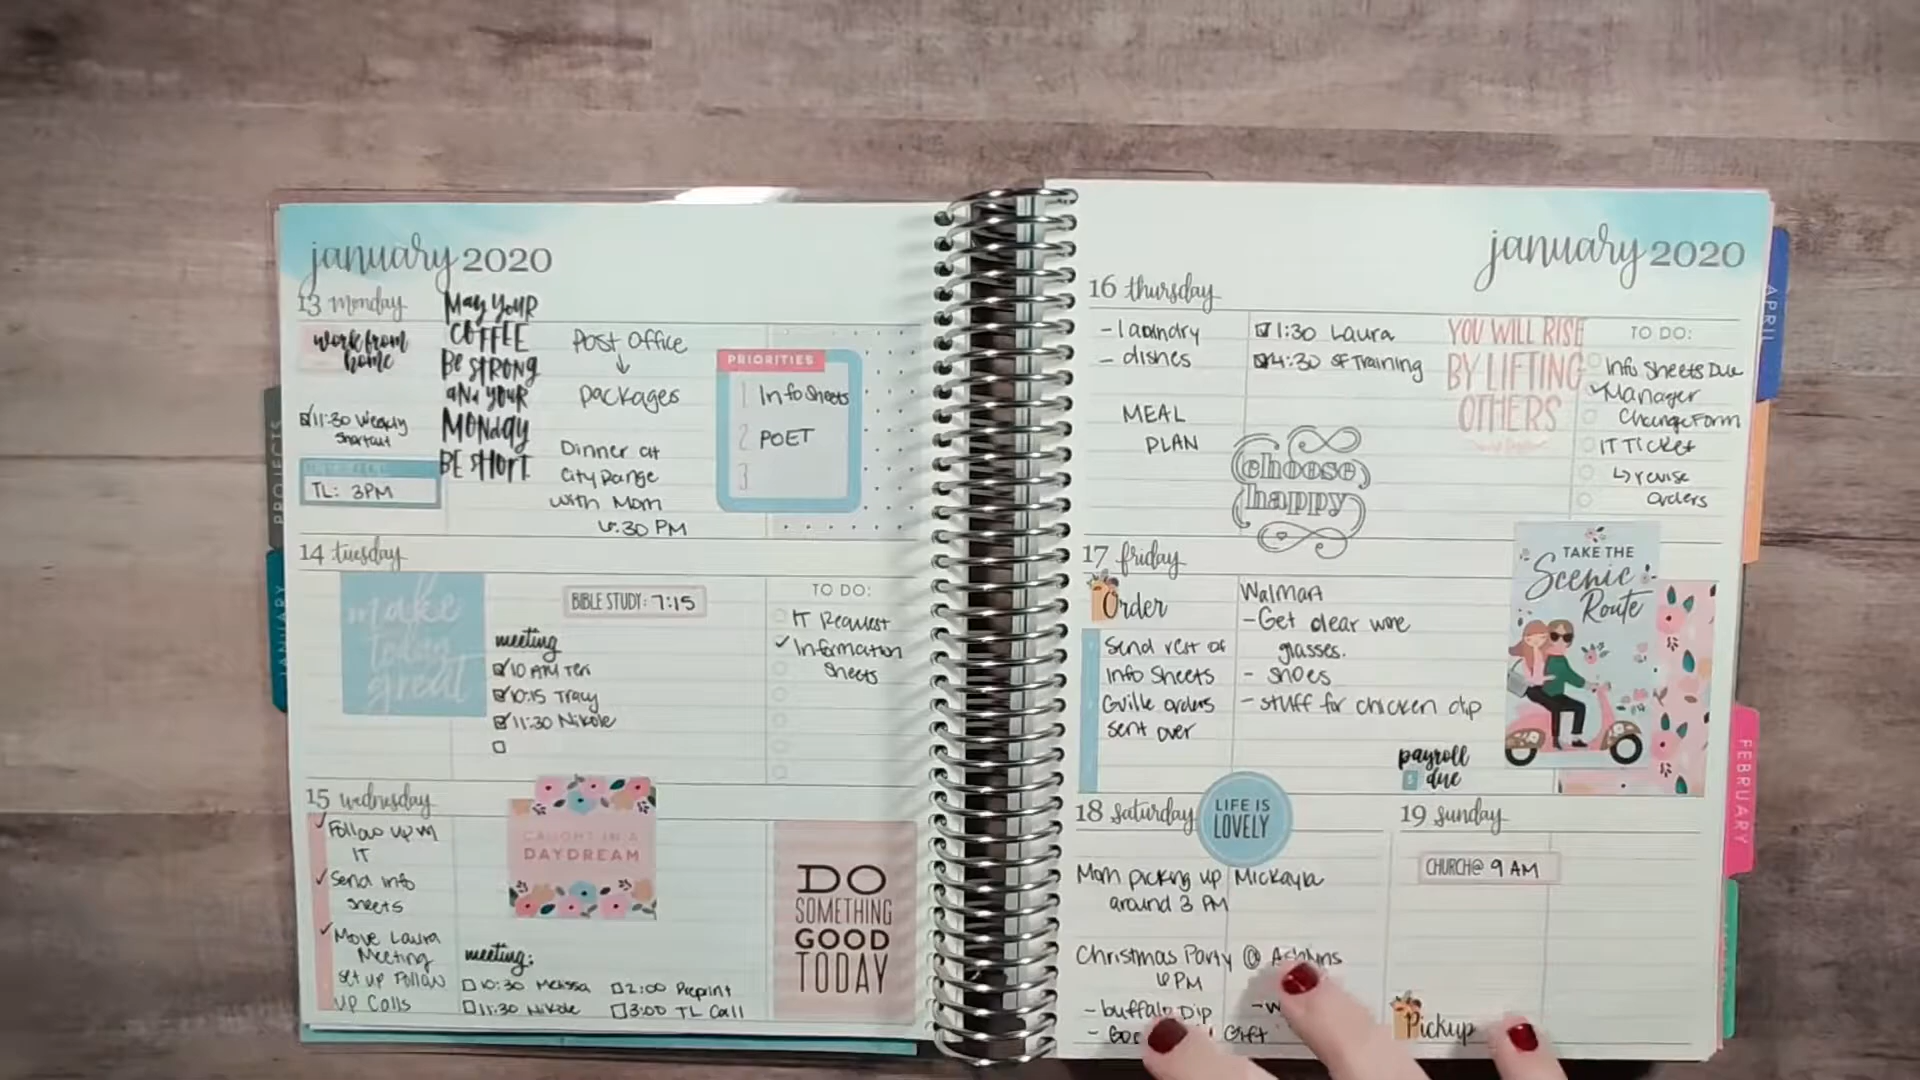 january 2020
13 monday
work from
home
11:30 Weekly
TL: 3PM
MAY YOUR
COFFEE
BE STRONG
AND YOUR
MONDAY
BE SHORT.
Post Office
↓
packages
Dinner at
City Range
with Mom
6:30 PM
PRIORITIES
1 Info Sheets
2 POET
3
14 tuesday
make
today
great
BIBLE STUDY: 7:15
meeting
10 AM Teri
10:15 Tracy
11:30 Nikole
TO DO:
IT Request
✓ Information
Sheets
15 wednesday
✓ Follow up w/
IT
✓ Send info
sheets
✓ Move Laura
Meeting
set up Follow
up Calls
CAUGHT IN A
DAYDREAM
meeting:
10:30 Melissa
11:30 Nikole
2:00 Preprint
3:00 TL Call
DO
SOMETHING
GOOD
TODAY
PROJECTS
JANUARY
january 2020
16 thursday
- laundry
- dishes
MEAL
PLAN
1:30 Laura
4:30 SF Training
choose
happy
YOU WILL RISE
BY LIFTING
OTHERS
TO DO:
Info Sheets Due
✓ Manager
Change Form
IT Ticket
↳ revise
orders
17 friday
Order
Send rest of
Info Sheets
Gville orders
sent over
Walmart
- Get clear wine
glasses.
- shoes
- stuff for chicken dip
payroll
due
TAKE THE
Scenic
Route
18 saturday
LIFE IS
LOVELY
Mom picking up Mickayla
around 3 PM
Christmas Party @
6 PM
- buffalo Dip
Gift
19 sunday
CHURCH@ 9 AM
Pickup
APRIL
FEBRUARY